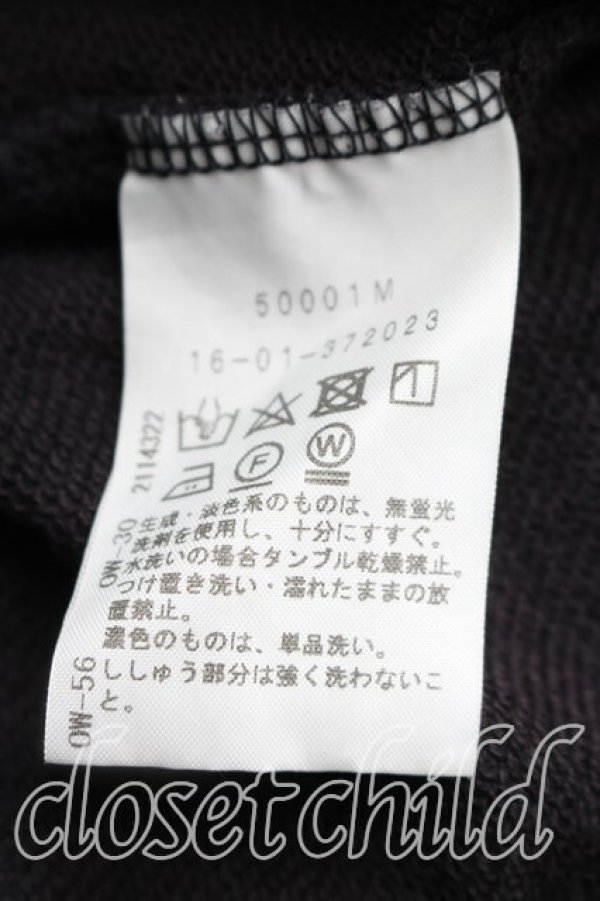 50001M
16-01-372023
2114322
F
W
OW-30
生成・淡色系のものは、無蛍光
洗剤を使用し、十分にすすぐ。
水洗いの場合タンブル乾燥禁止。
つけ置き洗い・濡れたままの放
置禁止。
濃色のものは、単品洗い。
OW-56
ししゅう部分は強く洗わないこ
と。
closetchild